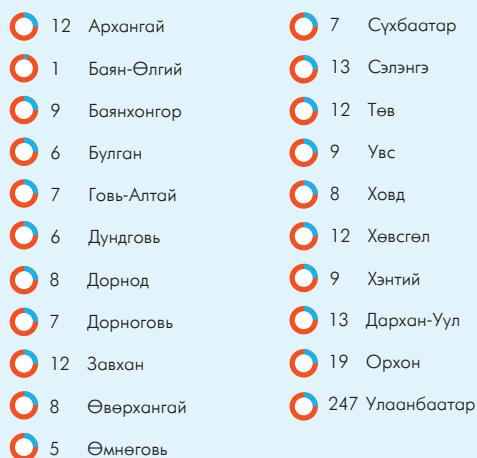 12 Архангай
1 Баян-Өлгий
9 Баянхонгор
6 Булган
7 Говь-Алтай
6 Дундговь
8 Дорнод
7 Дорноговь
12 Завхан
8 Өвөрхангай
5 Өмнөговь
7 Сүхбаатар
13 Сэлэнгэ
12 Төв
9 Увс
8 Ховд
12 Хөвсгөл
9 Хэнтий
13 Дархан-Уул
19 Орхон
247 Улаанбаатар